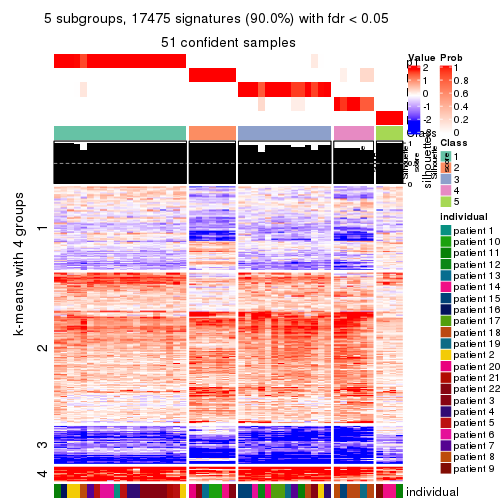 5 subgroups, 17475 signatures (90.0%) with fdr < 0.05
51 confident samples
k-means with 4 groups
1
2
3
4
Class
silhouette
individual
Value
2
1
0
-1
-2
Prob
1
0.8
0.6
0.4
0.2
0
Class
1
2
3
4
5
individual
patient 1
patient 10
patient 11
patient 12
patient 13
patient 14
patient 15
patient 16
patient 17
patient 18
patient 19
patient 2
patient 20
patient 21
patient 22
patient 3
patient 4
patient 5
patient 6
patient 7
patient 8
patient 9